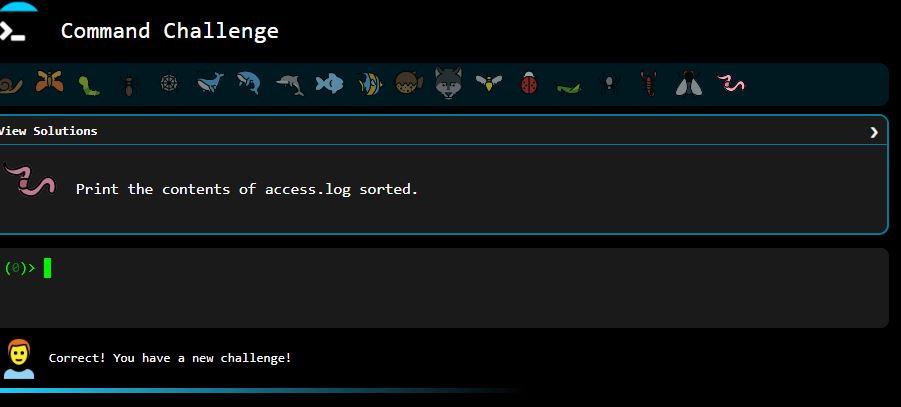 Command Challenge
View Solutions
Print the contents of access.log sorted.
(0)>
Correct! You have a new challenge!